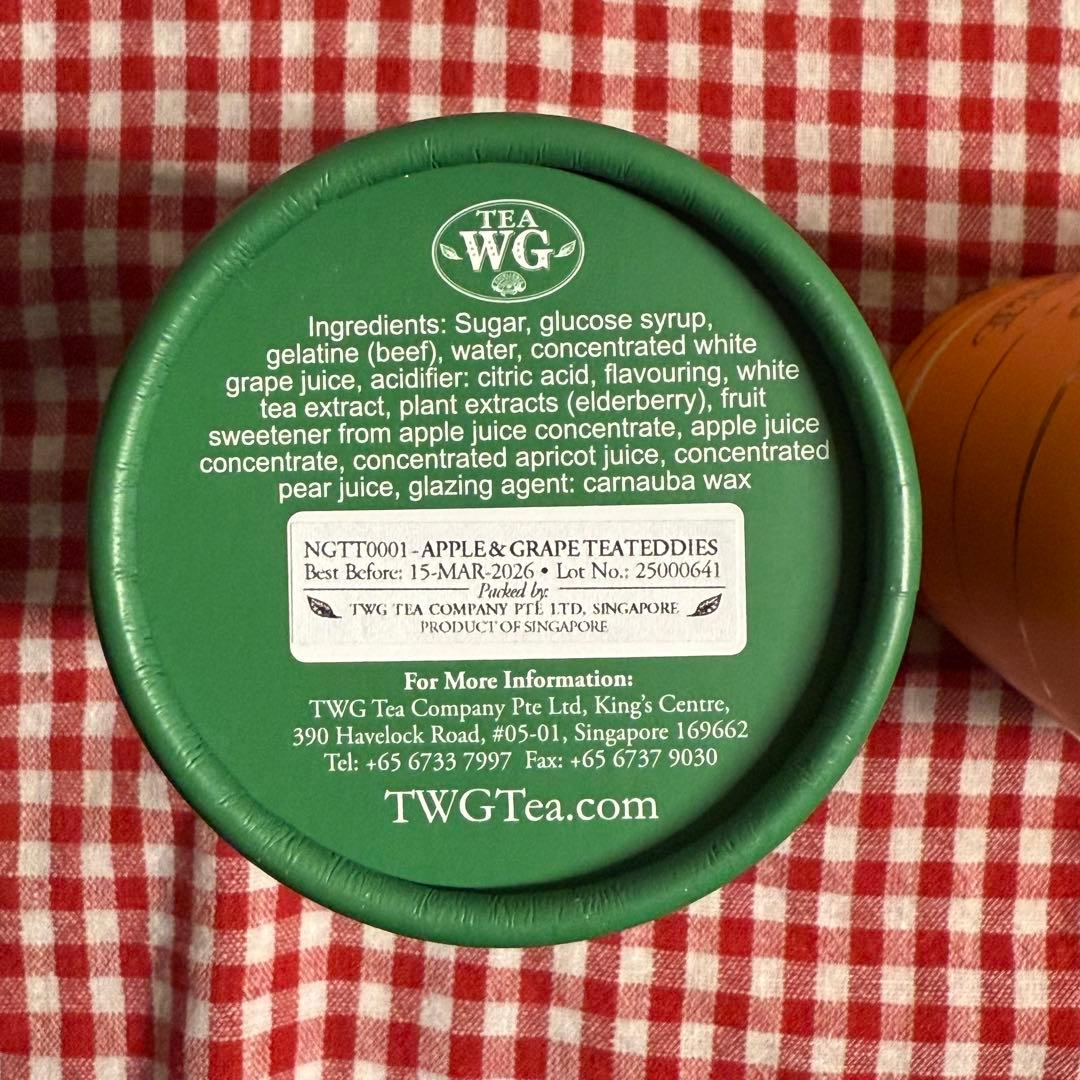 TEA
WG
Ingredients: Sugar, glucose syrup,
gelatine (beef), water, concentrated white
grape juice, acidifier: citric acid, flavouring, white
tea extract, plant extracts (elderberry), fruit
sweetener from apple juice concentrate, apple juice
concentrate, concentrated apricot juice, concentrated
pear juice, glazing agent: carnauba wax
NGTT0001 - APPLE & GRAPE TEATEDDIES
Best Before: 15-MAR-2026 • Lot No.: 25000641
Packed by:
TWG TEA COMPANY PTE LTD, SINGAPORE
PRODUCT OF SINGAPORE
For More Information:
TWG Tea Company Pte Ltd, King's Centre,
390 Havelock Road, #05-01, Singapore 169662
Tel: +65 6733 7997 Fax: +65 6737 9030
TWGTea.com